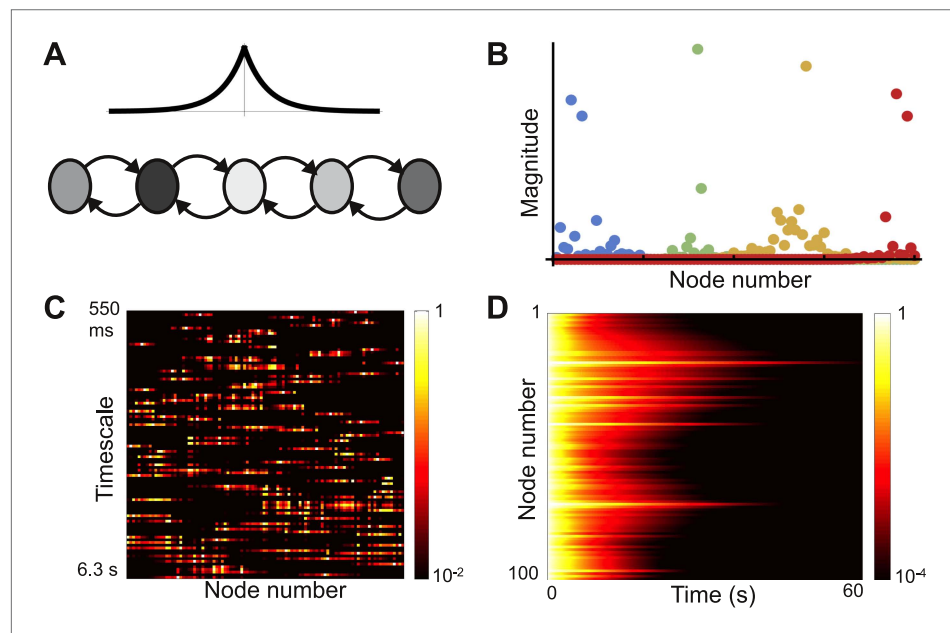 A
B
Magnitude
Node number
C
550
ms
Timescale
6.3 s
Node number
1
10-2
D
1
Node number
100
0
Time (s)
60
1
10-4